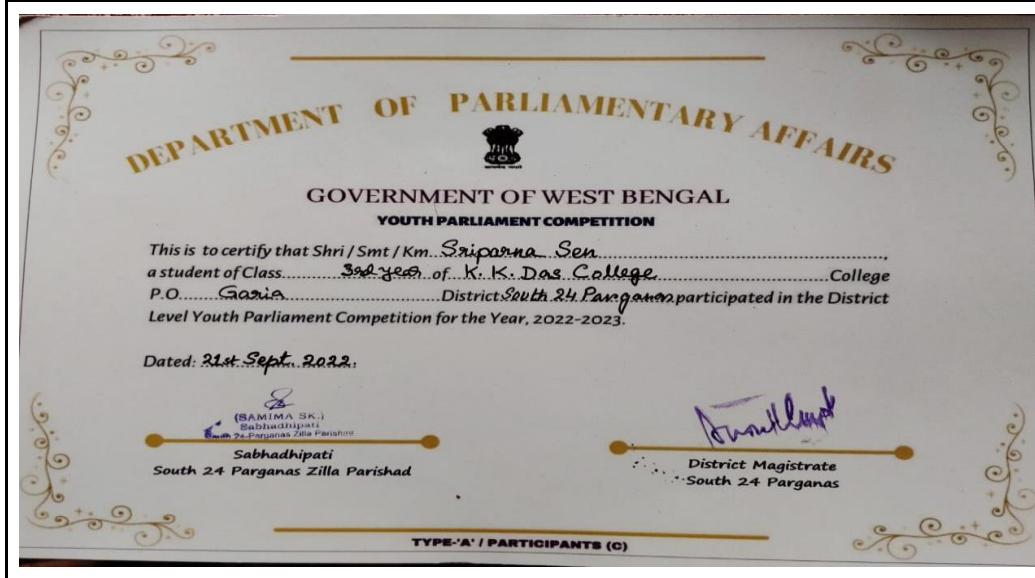 DEPARTMENT OF PARLIAMENTARY AFFAIRS
GOVERNMENT OF WEST BENGAL
YOUTH PARLIAMENT COMPETITION
This is to certify that Shri / Smt / Km. Sriparna Sen,
a student of Class 3rd year of K. K. Das College College
P.O. Garia District South 24 Parganas participated in the District
Level Youth Parliament Competition for the Year, 2022-2023.
Dated: 21st Sept. 2022.
(SAMIMA SK.)
Sabhadhipati
South 24-Parganas Zilla Parishad
Sabhadhipati
South 24 Parganas Zilla Parishad
District Magistrate
South 24 Parganas
TYPE-'A' / PARTICIPANTS (C)